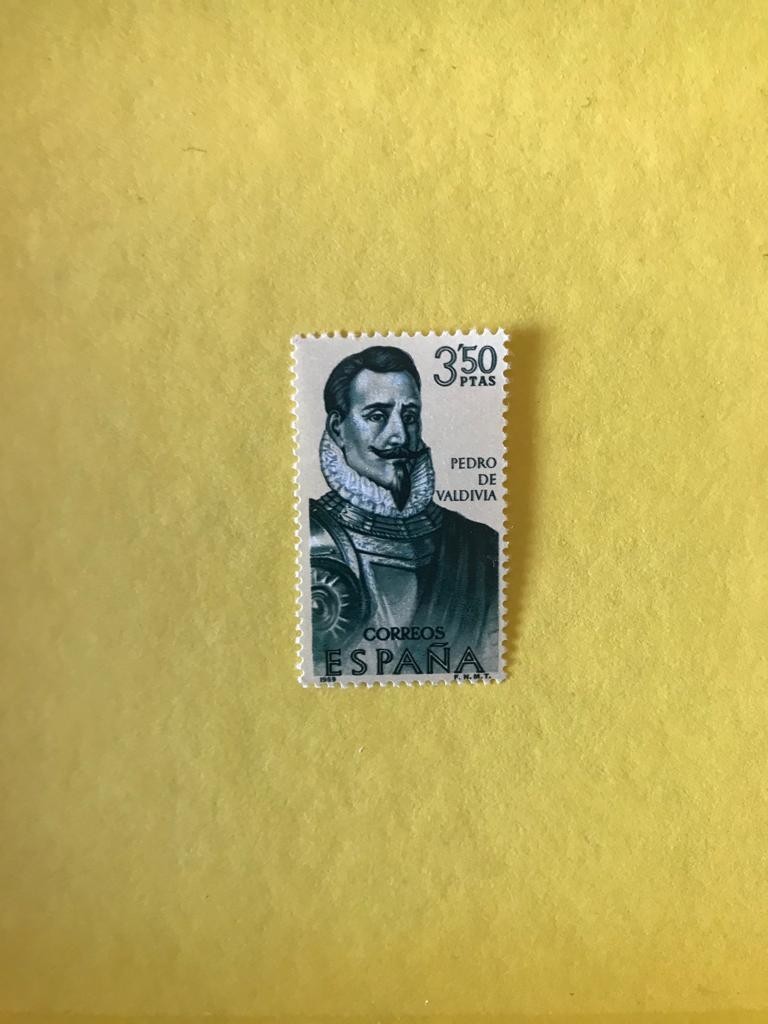 3'50
PTAS
PEDRO
DE
VALDIVIA
CORREOS
ESPAÑA
1969 F.N.M.T.